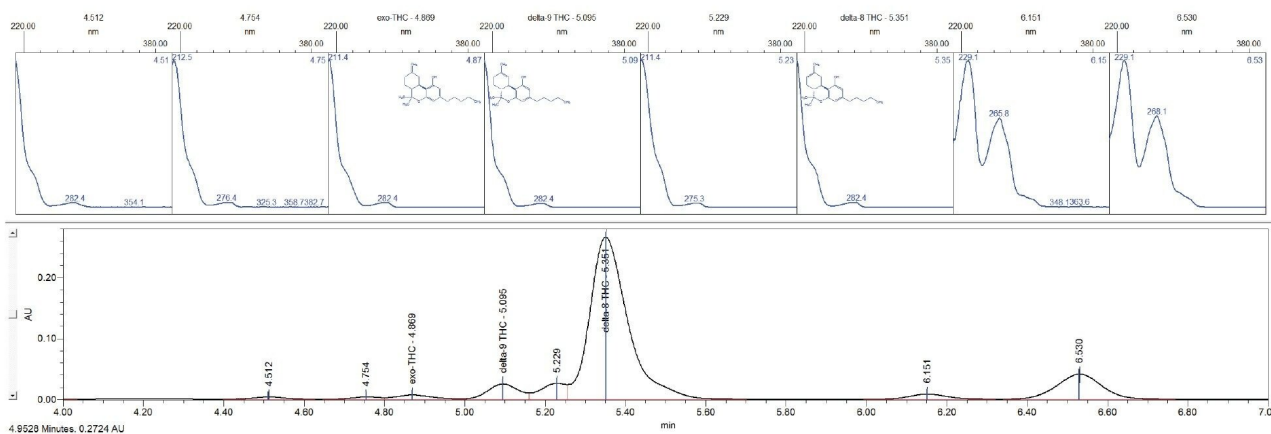 4.512 4.754 exo-THC - 4.869 delta-9 THC - 5.095 5.229 delta-8 THC - 5.351 6.151 6.530
220.00 nm 380.00 220.00 nm 380.00 220.00 nm 380.00 220.00 nm 380.00 220.00 nm 380.00 220.00 nm 380.00 220.00 nm 380.00 220.00 nm 380.00
4.51 212.5 4.75 211.4 4.87 5.09 211.4 5.23 5.35 229.1 6.15 229.1 6.53
265.8 268.1
282.4 354.1 276.4 325.3 358.7 382.7 282.4 282.4 275.3 282.4 348.1 363.6
AU
0.20
0.10
0.00
4.512
4.754
exo-THC - 4.869
delta-9 THC - 5.095
5.229
delta-8 THC - 5.351
6.151
6.530
4.00 4.20 4.40 4.60 4.80 5.00 5.20 5.40 5.60 5.80 6.00 6.20 6.40 6.60 6.80 7.0
min
4.9528 Minutes, 0.2724 AU